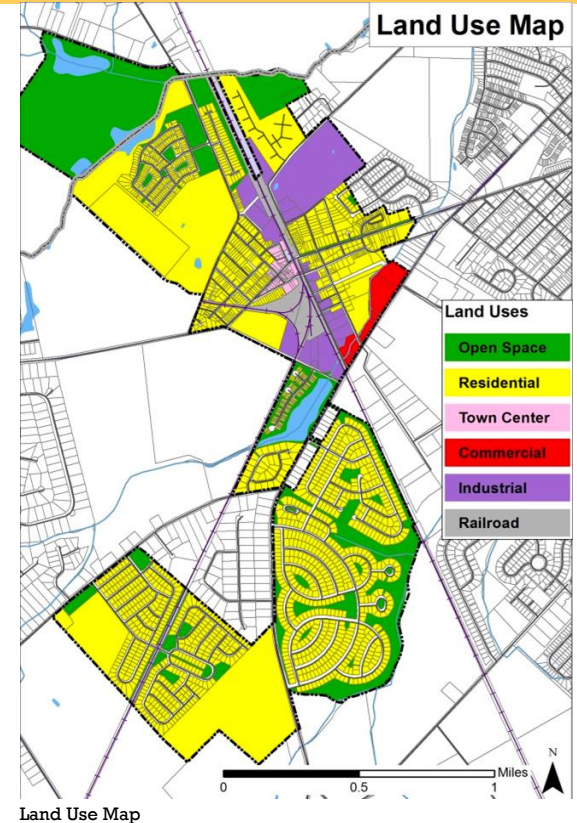 Land Use Map
Land Uses
Open Space
Residential
Town Center
Commercial
Industrial
Railroad
Miles
0 0.5 1
N
Land Use Map